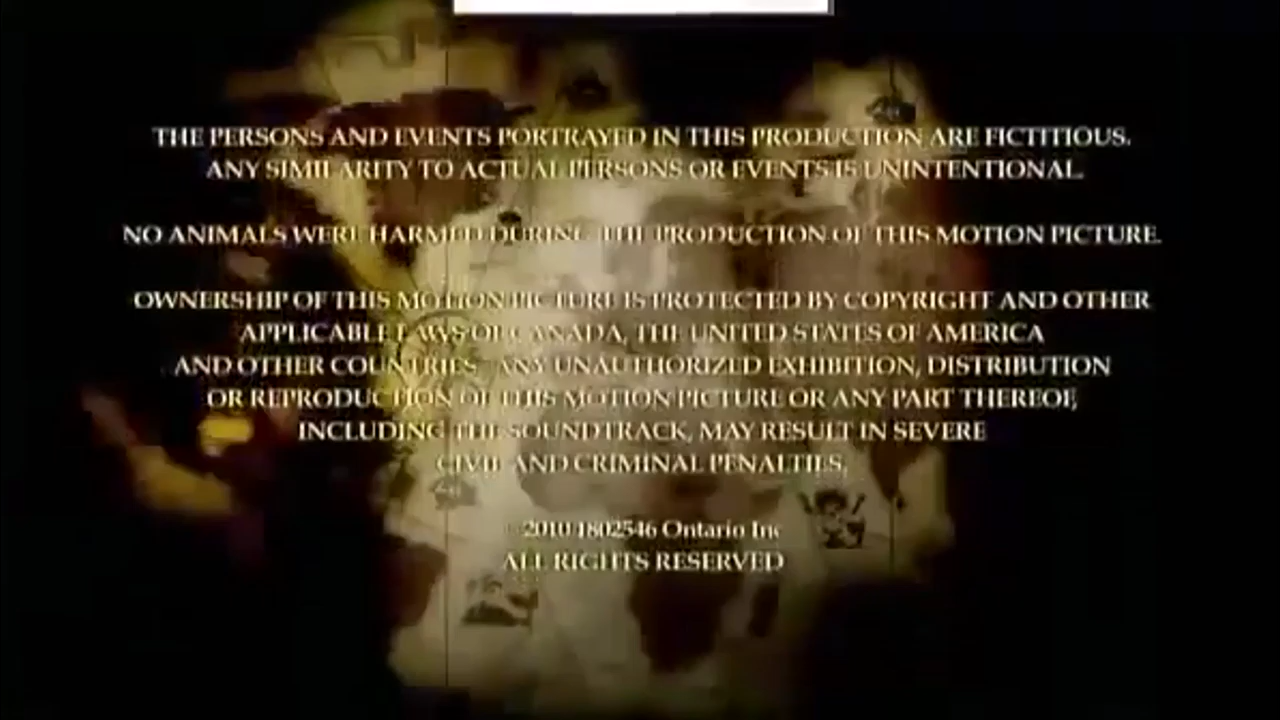 THE PERSONS AND EVENTS PORTRAYED IN THIS PRODUCTION ARE FICTITIOUS.
ANY SIMILARITY TO ACTUAL PERSONS OR EVENTS IS UNINTENTIONAL.
NO ANIMALS WERE HARMED DURING THE PRODUCTION OF THIS MOTION PICTURE.
OWNERSHIP OF THIS MOTION PICTURE IS PROTECTED BY COPYRIGHT AND OTHER
APPLICABLE LAWS OF CANADA, THE UNITED STATES OF AMERICA
AND OTHER COUNTRIES. ANY UNAUTHORIZED EXHIBITION, DISTRIBUTION
OR REPRODUCTION OF THIS MOTION PICTURE OR ANY PART THEREOF,
INCLUDING THE SOUNDTRACK, MAY RESULT IN SEVERE
CIVIL AND CRIMINAL PENALTIES.
©2010 1802546 Ontario Inc
ALL RIGHTS RESERVED